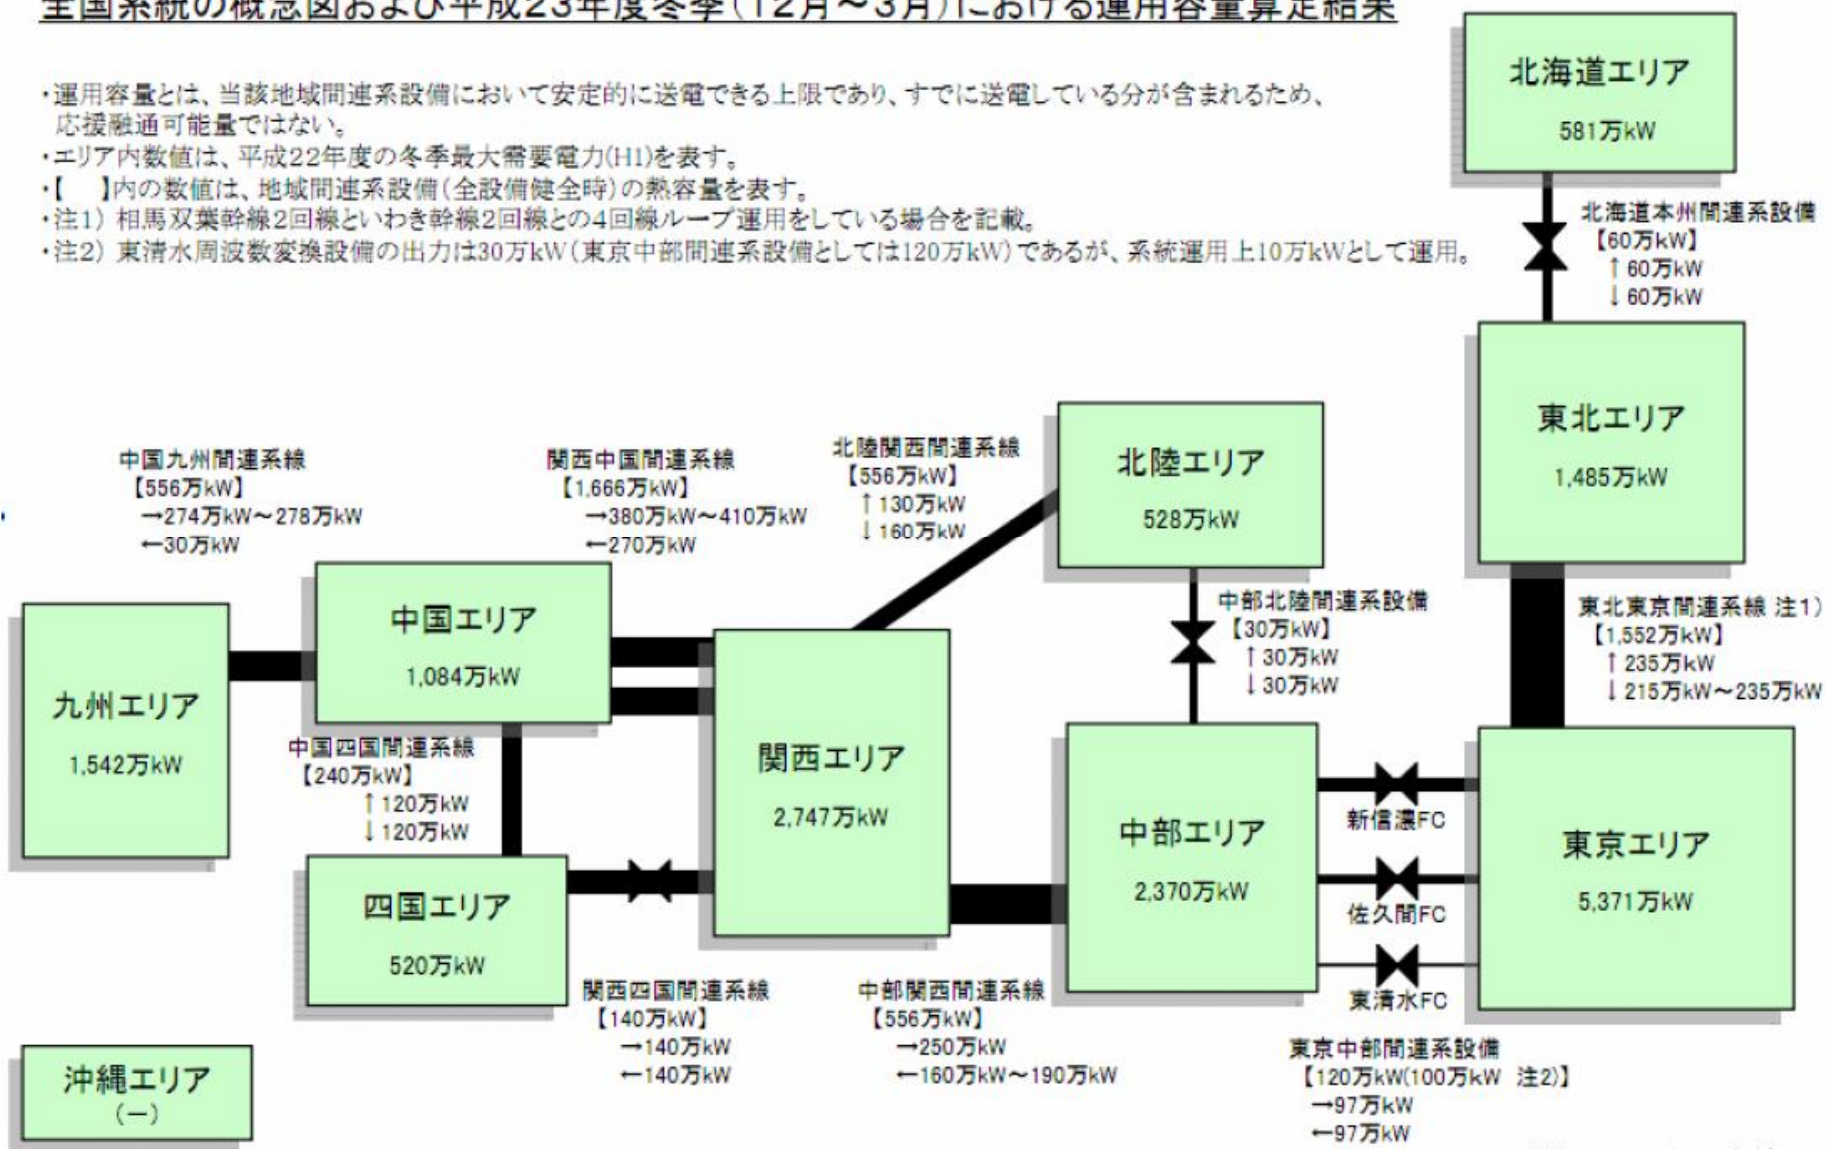 全国系統の概念図および平成23年度冬季(12月～3月)における運用容量算定結果
・運用容量とは、当該地域間連系設備において安定的に送電できる上限であり、すでに送電している分が含まれるため、
応援融通可能量ではない。
・エリア内数値は、平成22年度の冬季最大需要電力(H1)を表す。
・【　】内の数値は、地域間連系設備(全設備健全時)の熱容量を表す。
・注1) 相馬双葉幹線2回線といわき幹線2回線との4回線ループ運用をしている場合を記載。
・注2) 東清水周波数変換設備の出力は30万kW(東京中部間連系設備としては120万kW)であるが、系統運用上10万kWとして運用。
北海道エリア
581万kW
北海道本州間連系設備
【60万kW】
↑60万kW
↓60万kW
東北エリア
1,485万kW
東北東京間連系線 注1)
【1,552万kW】
↑235万kW
↓215万kW～235万kW
北陸エリア
528万kW
北陸関西間連系線
【556万kW】
↑130万kW
↓160万kW
関西中国間連系線
【1,666万kW】
→380万kW～410万kW
←270万kW
中国九州間連系線
【556万kW】
→274万kW～278万kW
←30万kW
中部北陸間連系設備
【30万kW】
↑30万kW
↓30万kW
中国エリア
1,084万kW
九州エリア
1,542万kW
中国四国間連系線
【240万kW】
↑120万kW
↓120万kW
関西エリア
2,747万kW
中部エリア
2,370万kW
新信濃FC
佐久間FC
東清水FC
東京エリア
5,371万kW
四国エリア
520万kW
関西四国間連系線
【140万kW】
→140万kW
←140万kW
中部関西間連系線
【556万kW】
→250万kW
←160万kW～190万kW
東京中部間連系設備
【120万kW(100万kW 注2)】
→97万kW
←97万kW
沖縄エリア
(－)